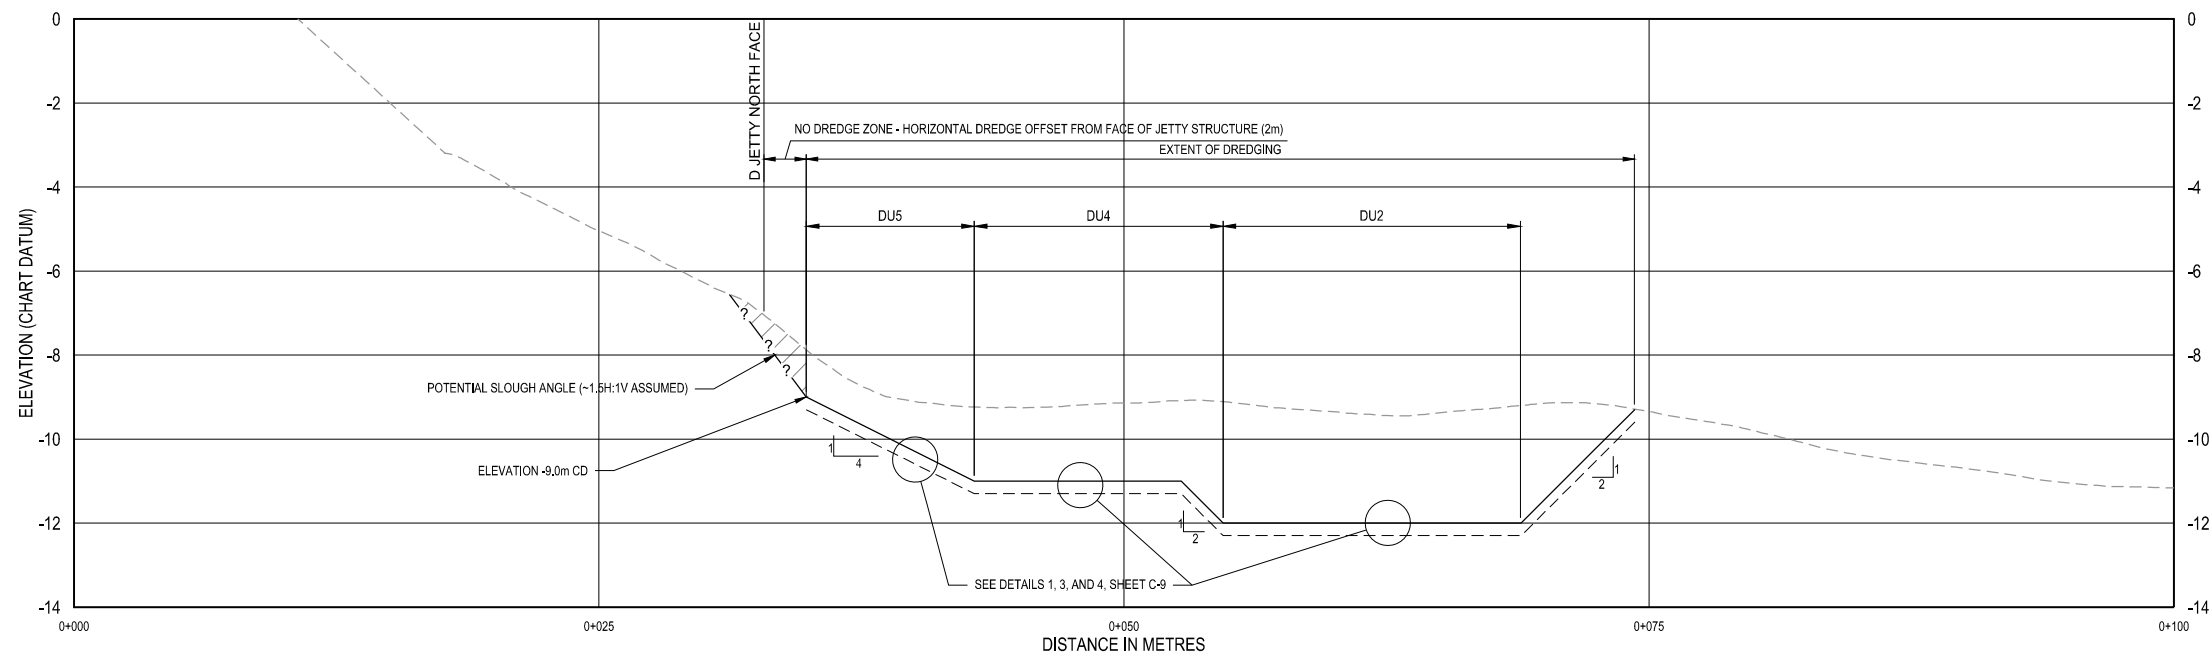 0
0
D JETTY NORTH FACE
-2
-2
NO DREDGE ZONE - HORIZONTAL DREDGE OFFSET FROM FACE OF JETTY STRUCTURE (2m)
EXTENT OF DREDGING
-4
-4
DU5
DU4
DU2
ELEVATION (CHART DATUM)
-6
-6
?
?
?
-8
-8
POTENTIAL SLOUGH ANGLE (~1.5H:1V ASSUMED)
-10
-10
1
4
ELEVATION -9.0m CD
1
2
-12
-12
1
2
SEE DETAILS 1, 3, AND 4, SHEET C-9
-14
-14
0+000
0+025
0+050
0+075
0+100
DISTANCE IN METRES